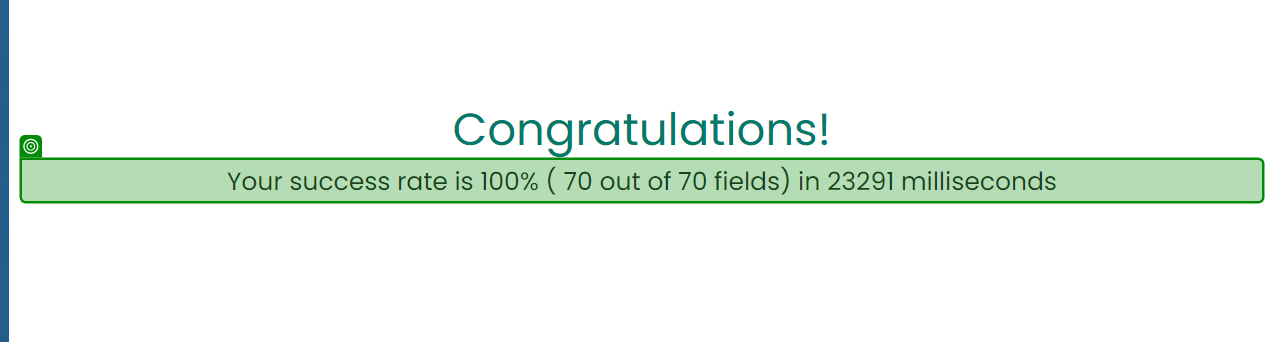 Congratulations!
Your success rate is 100% ( 70 out of 70 fields) in 23291 milliseconds